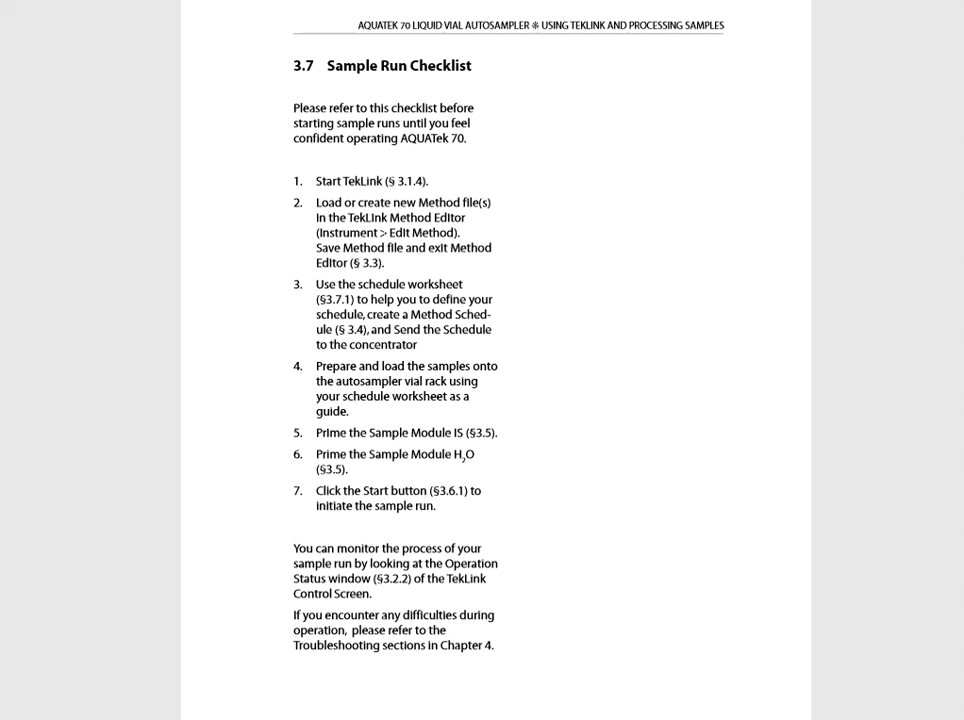 AQUATEK 70 LIQUID VIAL AUTOSAMPLER ❊ USING TEKLINK AND PROCESSING SAMPLES
3.7 Sample Run Checklist
Please refer to this checklist before
starting sample runs until you feel
confident operating AQUATek 70.
1. Start TekLink (§ 3.1.4).
2. Load or create new Method file(s)
in the TekLink Method Editor
(Instrument > Edit Method).
Save Method file and exit Method
Editor (§ 3.3).
3. Use the schedule worksheet
(§3.7.1) to help you to define your
schedule, create a Method Sched-
ule (§ 3.4), and Send the Schedule
to the concentrator
4. Prepare and load the samples onto
the autosampler vial rack using
your schedule worksheet as a
guide.
5. Prime the Sample Module IS (§3.5).
6. Prime the Sample Module H₂O
(§3.5).
7. Click the Start button (§3.6.1) to
initiate the sample run.
You can monitor the process of your
sample run by looking at the Operation
Status window (§3.2.2) of the TekLink
Control Screen.
If you encounter any difficulties during
operation, please refer to the
Troubleshooting sections in Chapter 4.